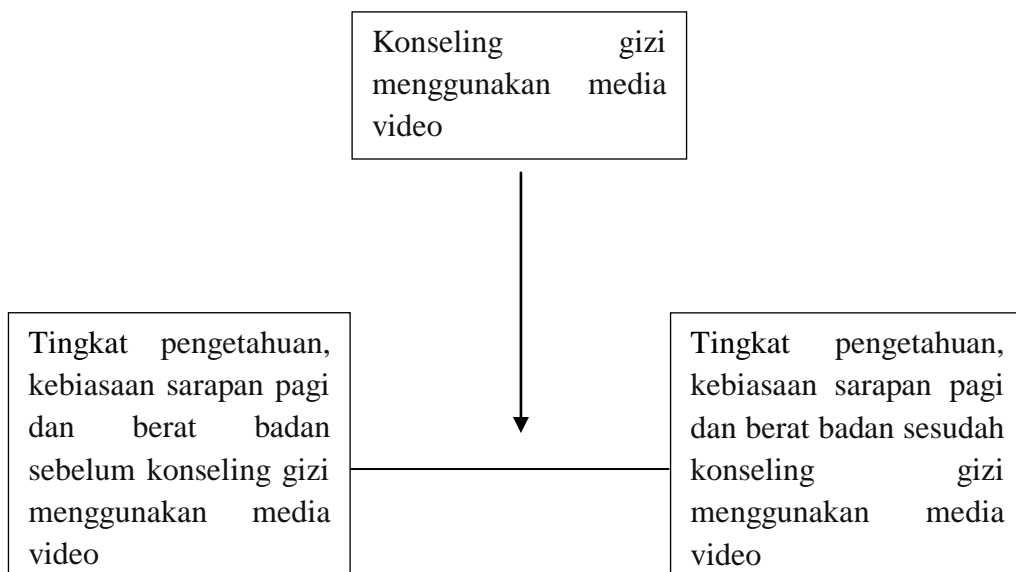 Konseling gizi
menggunakan media
video
Tingkat pengetahuan,
kebiasaan sarapan pagi
dan berat badan
sebelum konseling gizi
menggunakan media
video
Tingkat pengetahuan,
kebiasaan sarapan pagi
dan berat badan sesudah
konseling gizi
menggunakan media
video